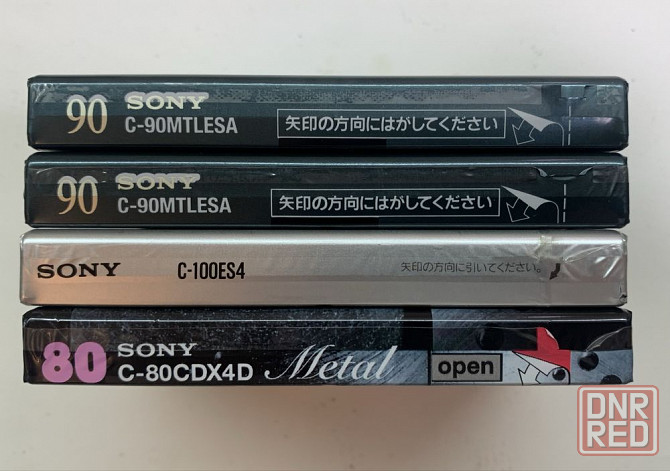 90 SONY
C-90MTLESA
矢印の方向にはがしてください
90 SONY
C-90MTLESA
矢印の方向にはがしてください
SONY C-100ES4 矢印の方向に引いてください。
80 SONY
C-80CDX4D Metal open
DNR
RED